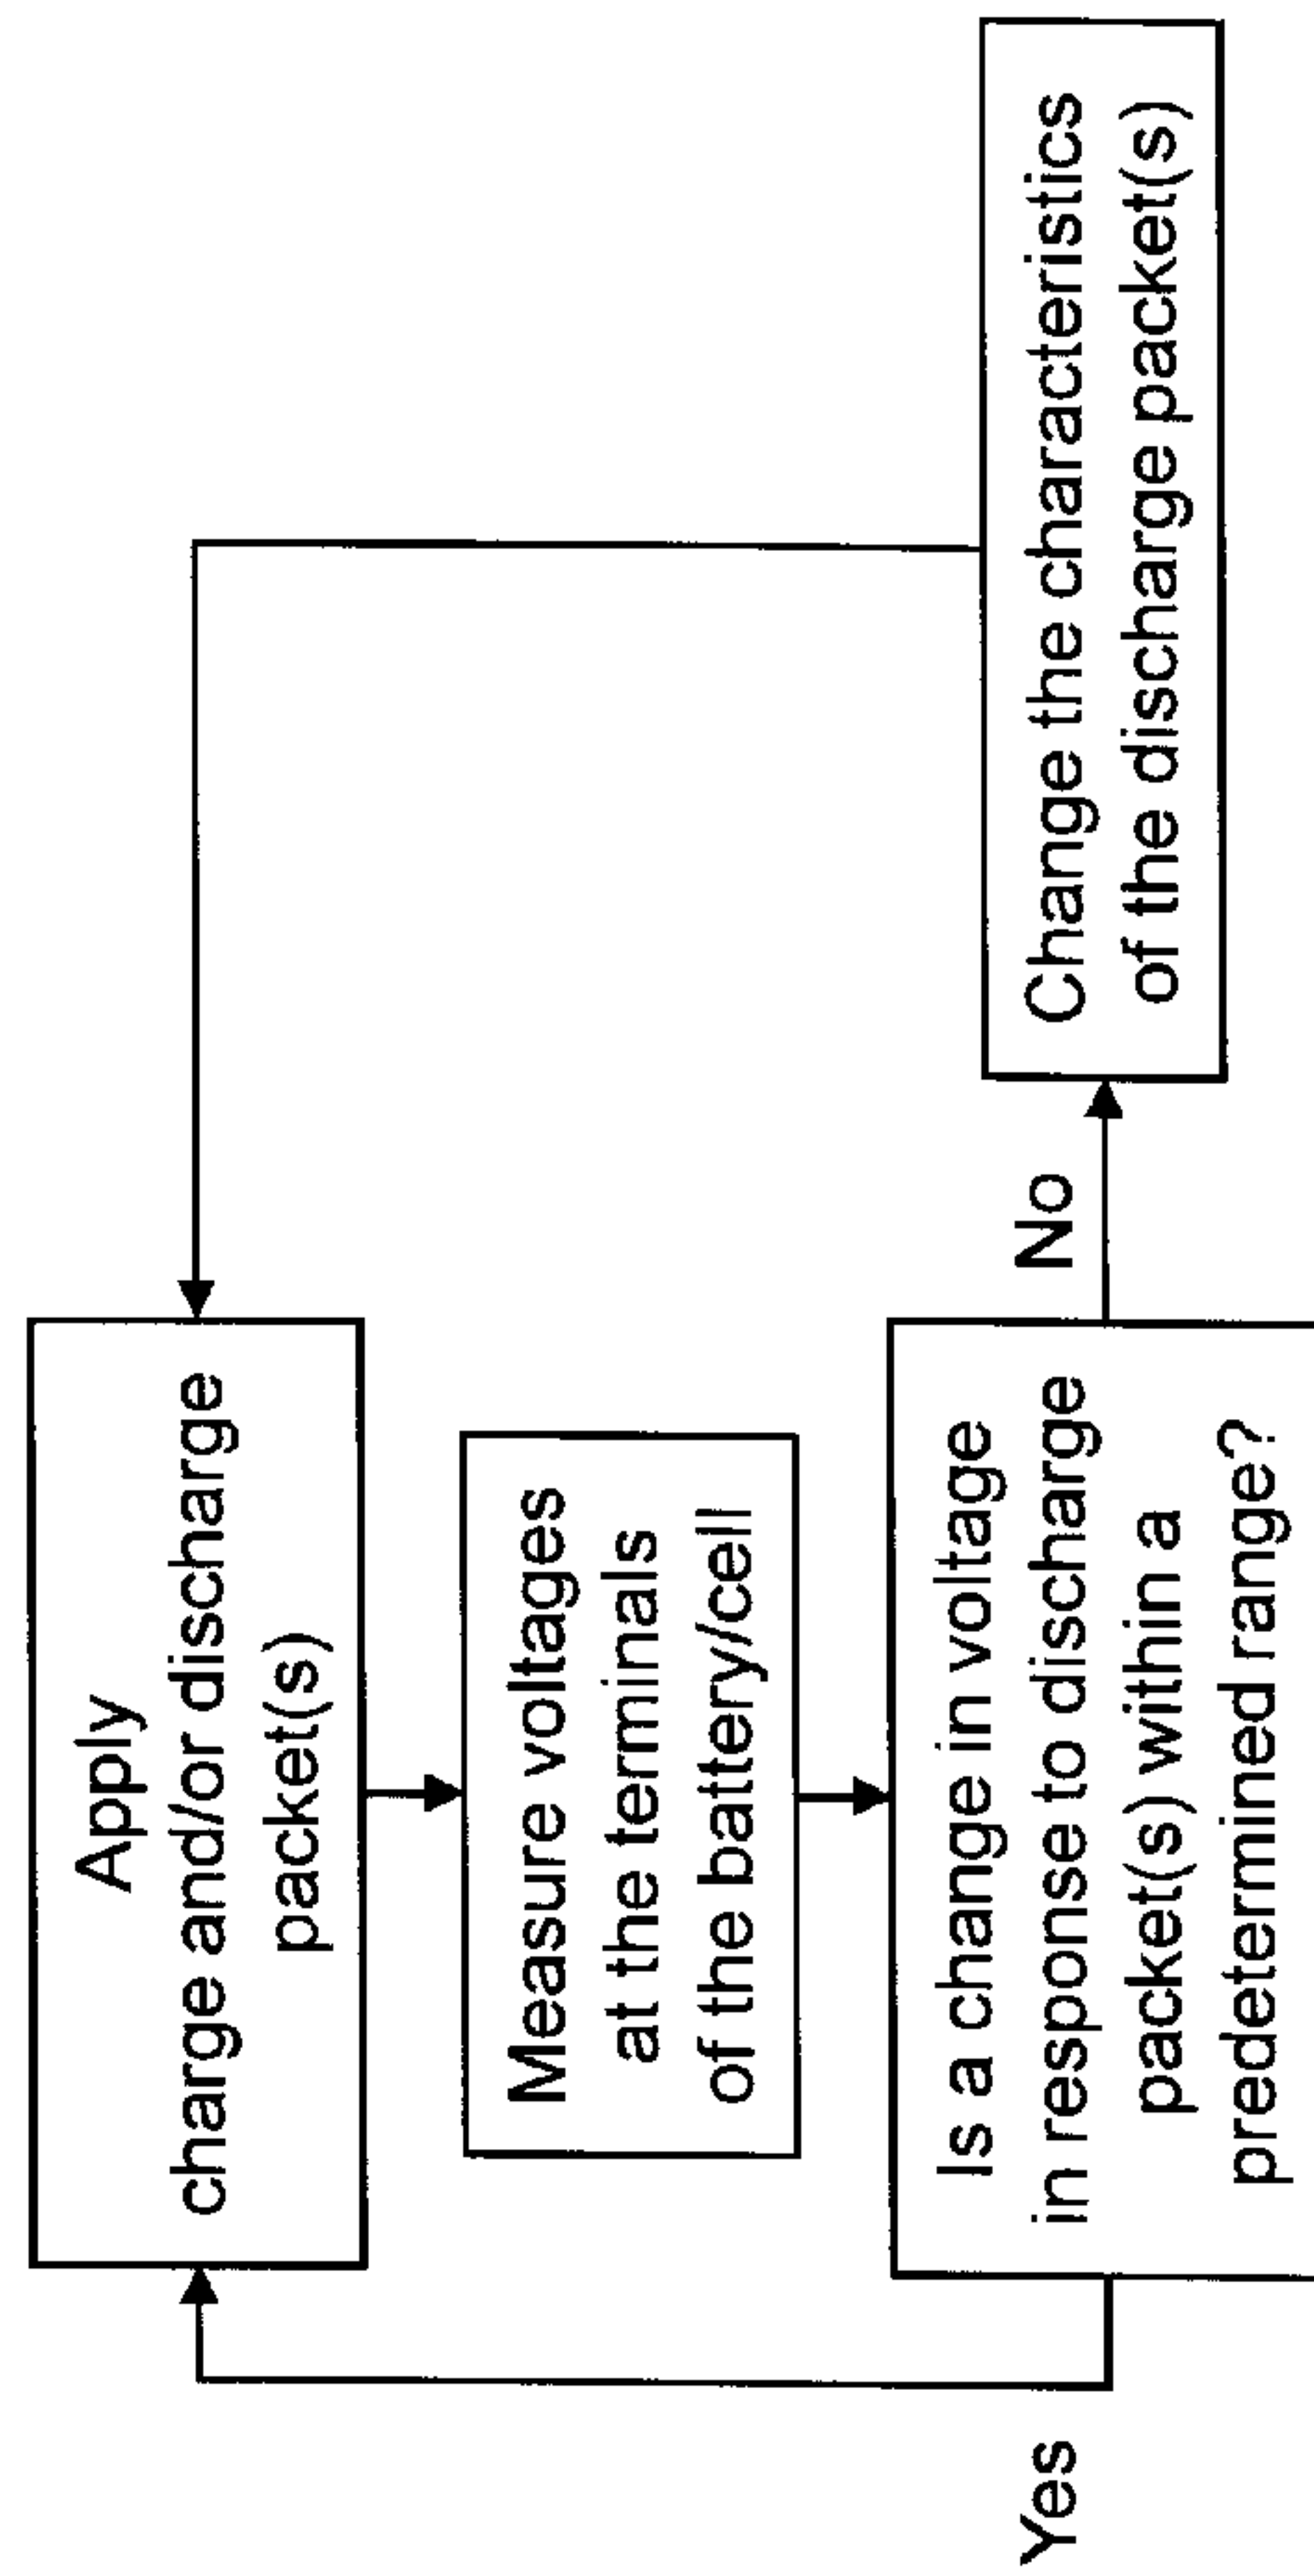 Apply
charge and/or discharge
packet(s)
Measure voltages
at the terminals
of the battery/cell
Is a change in voltage
in response to discharge
packet(s) within a
predetermined range?
Yes
No
Change the characteristics
of the discharge packet(s)